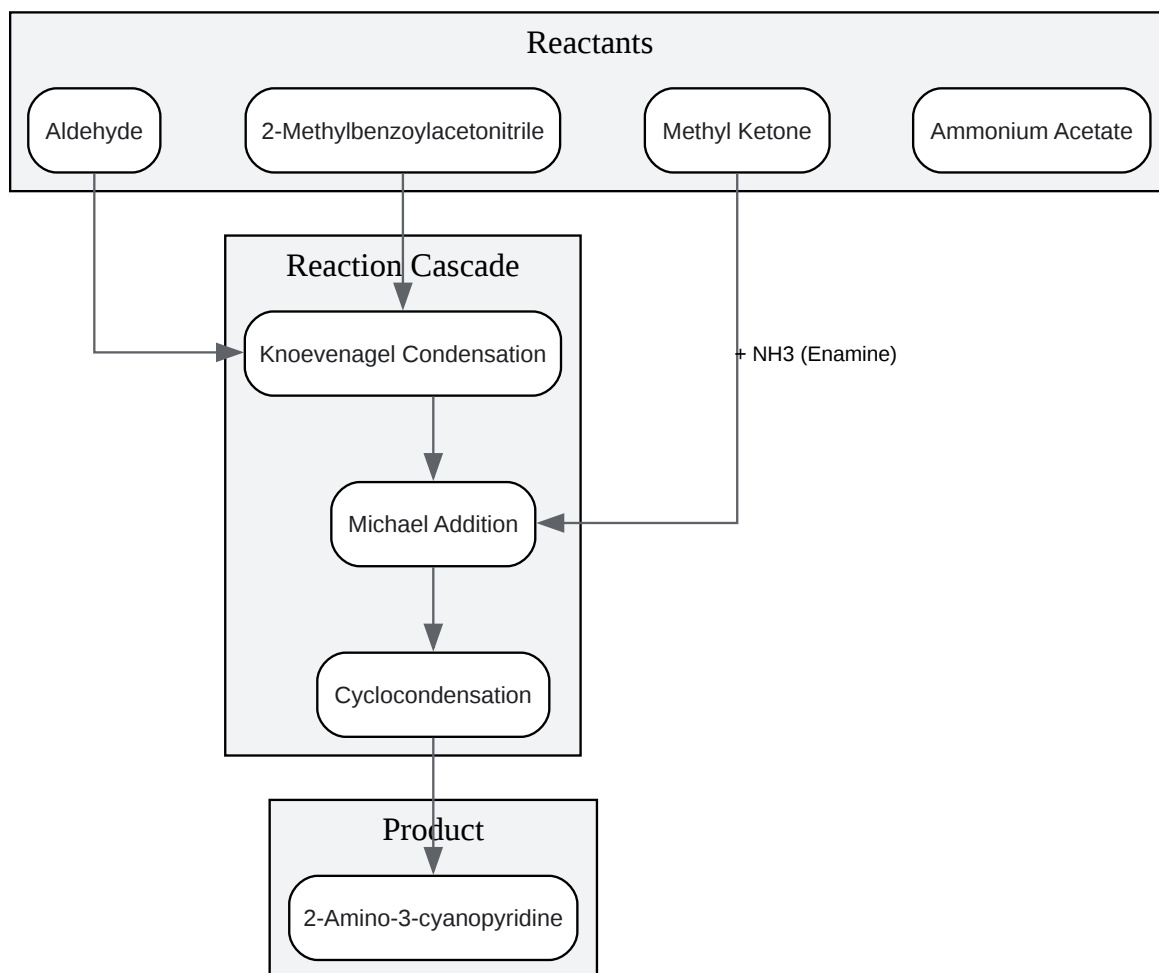 Reactants
Aldehyde
2-Methylbenzoylacetonitrile
Methyl Ketone
Ammonium Acetate
Reaction Cascade
Knoevenagel Condensation
+ NH3 (Enamine)
Michael Addition
Cyclocondensation
Product
2-Amino-3-cyanopyridine